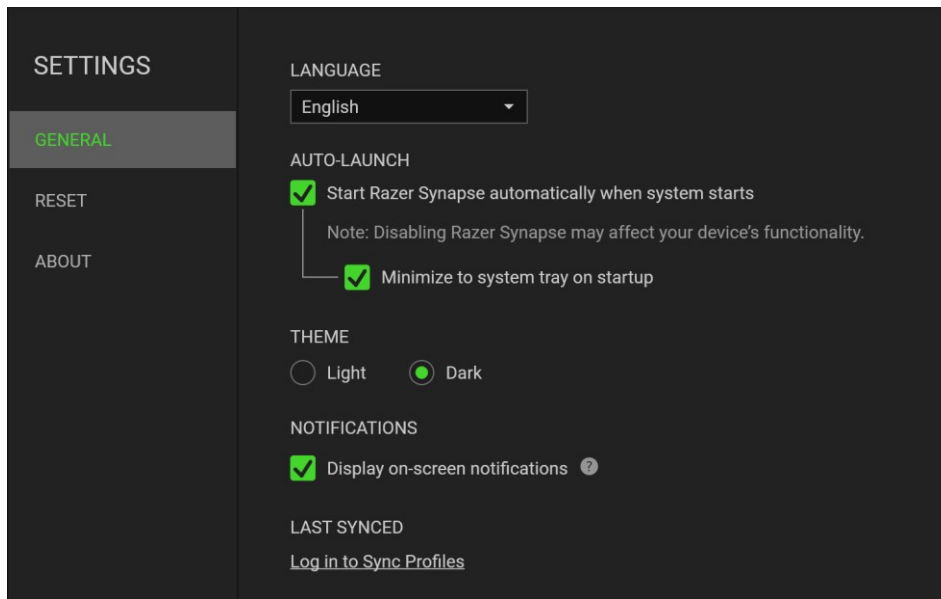 SETTINGS
GENERAL
RESET
ABOUT
LANGUAGE
English
AUTO-LAUNCH
Start Razer Synapse automatically when system starts
Note: Disabling Razer Synapse may affect your device’s functionality.
Minimize to system tray on startup
THEME
Light
Dark
NOTIFICATIONS
Display on-screen notifications ?
LAST SYNCED
Log in to Sync Profiles